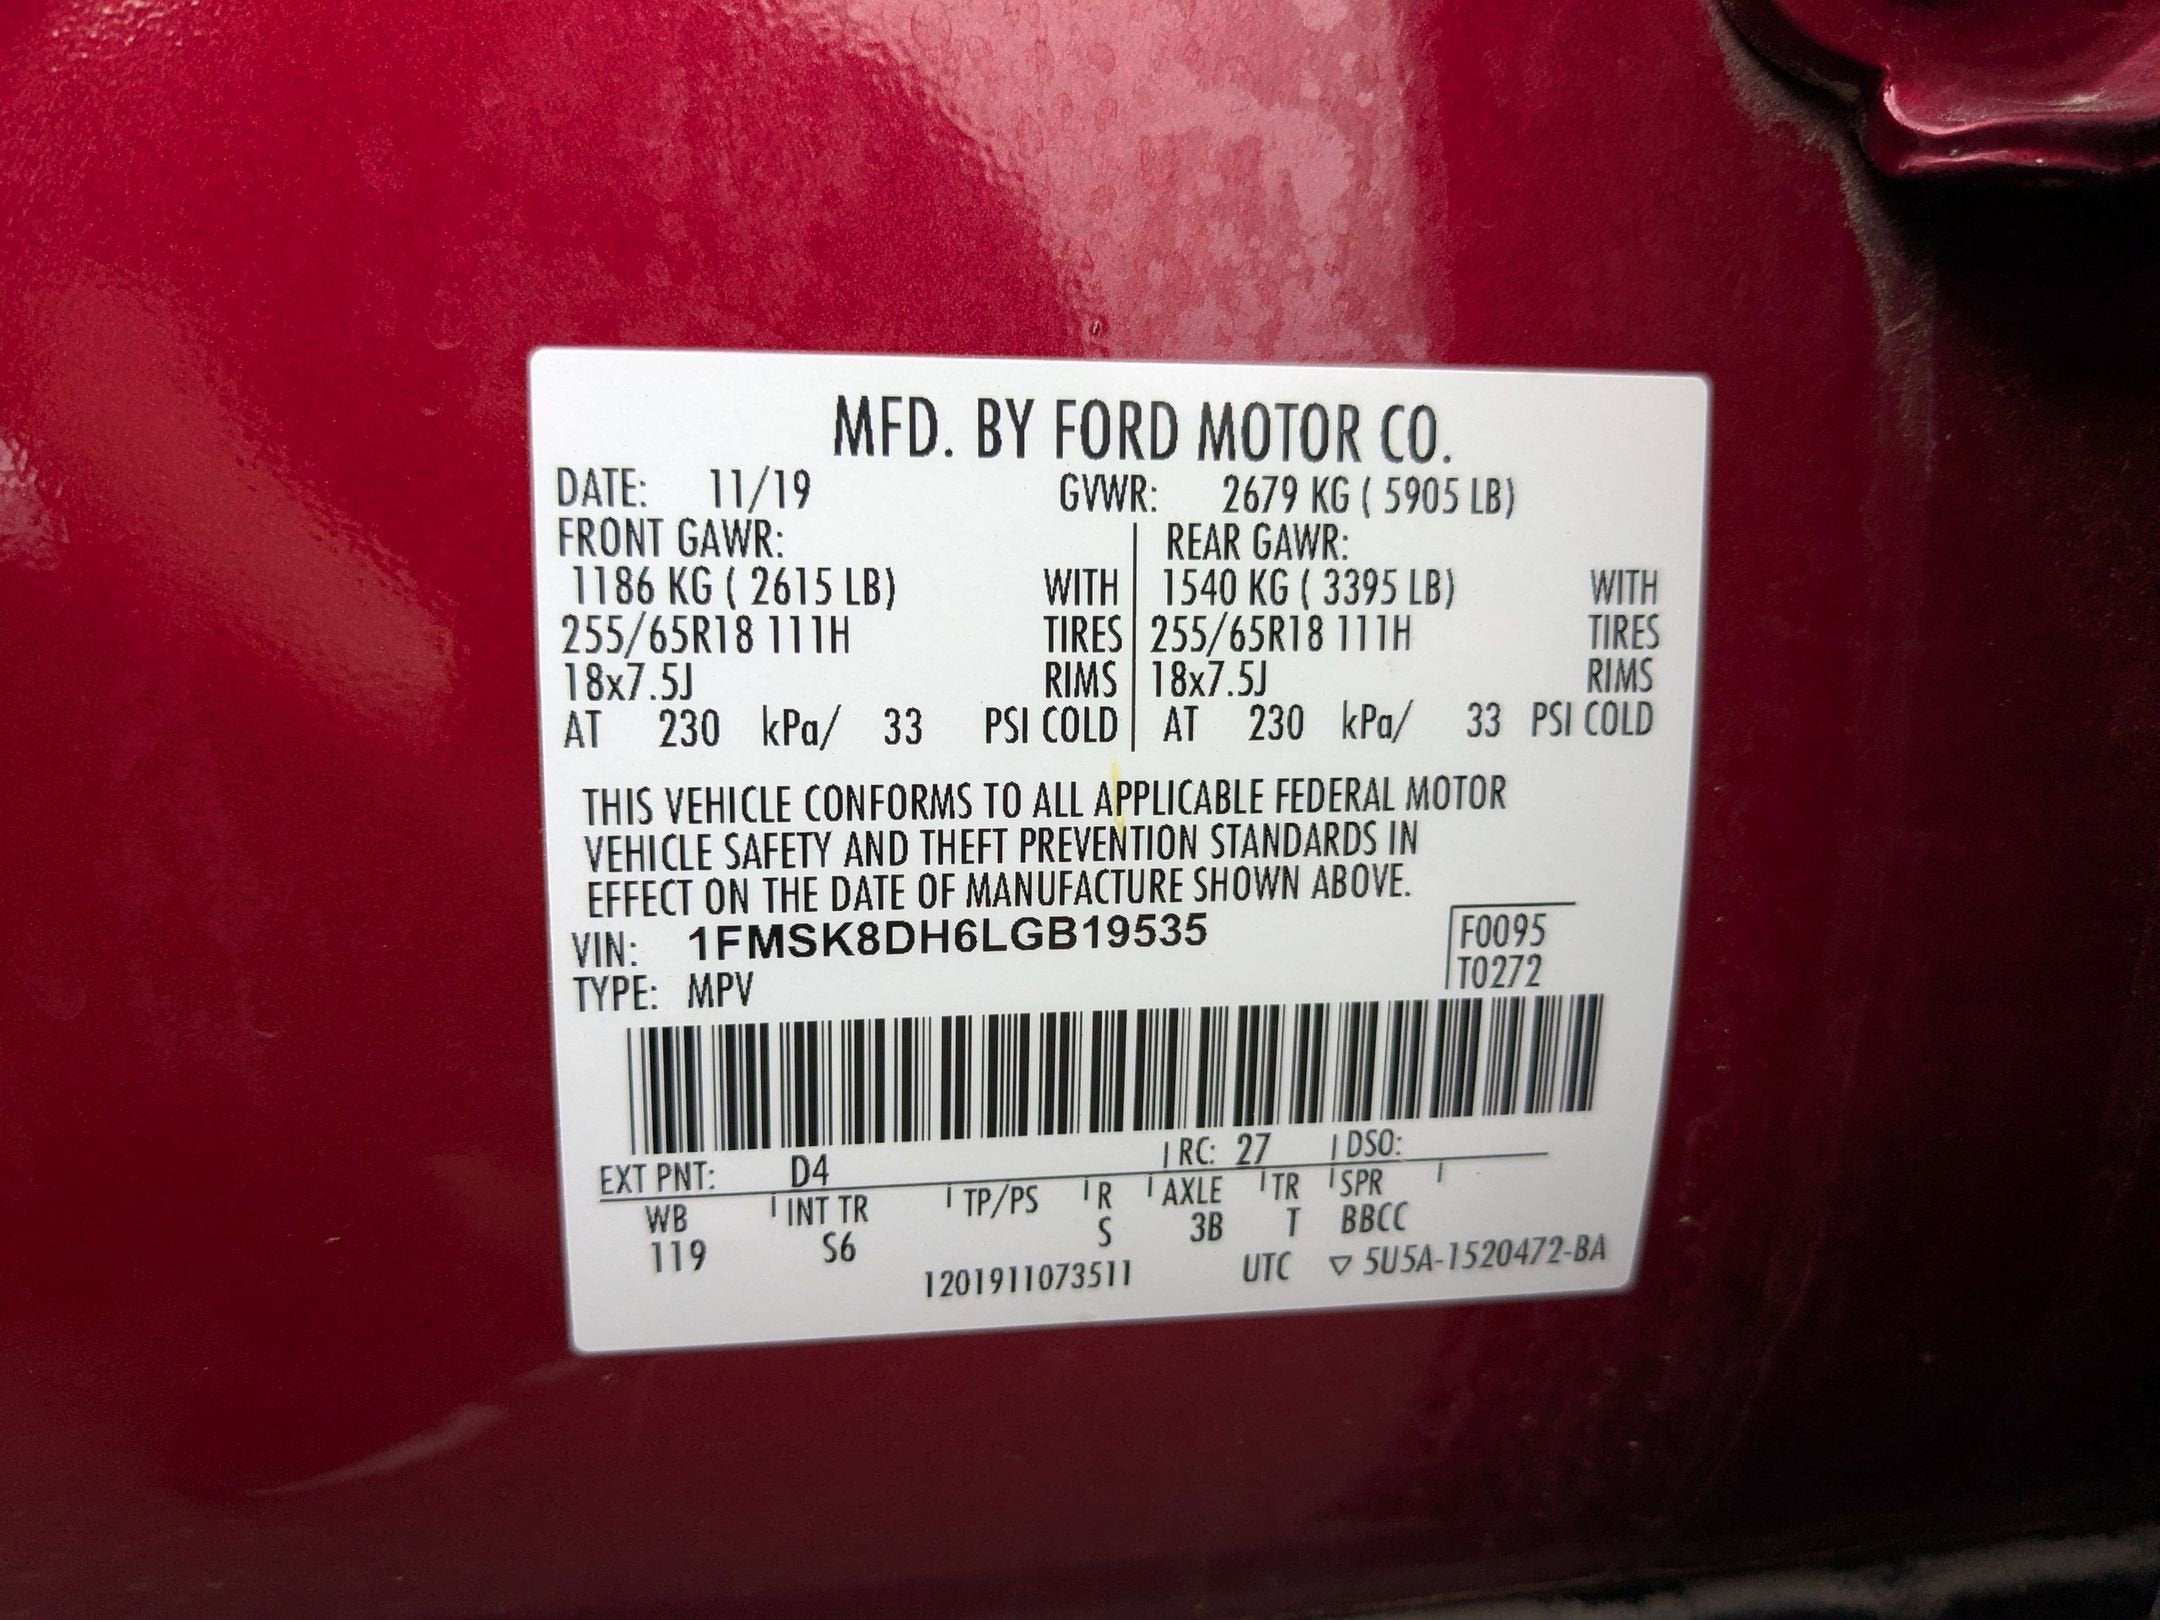 MFD. BY FORD MOTOR CO.
DATE: 11/19 GVWR: 2679 KG ( 5905 LB)
FRONT GAWR: REAR GAWR:
1186 KG ( 2615 LB) WITH 1540 KG ( 3395 LB) WITH
255/65R18 111H TIRES 255/65R18 111H TIRES
18x7.5J RIMS 18x7.5J RIMS
AT 230 kPa/ 33 PSI COLD AT 230 kPa/ 33 PSI COLD
THIS VEHICLE CONFORMS TO ALL APPLICABLE FEDERAL MOTOR
VEHICLE SAFETY AND THEFT PREVENTION STANDARDS IN
EFFECT ON THE DATE OF MANUFACTURE SHOWN ABOVE.
VIN: 1FMSK8DH6LGB19535 F0095
TYPE: MPV T0272
EXT PNT: D4 RC: 27 DSO:
WB INT TR TP/PS R AXLE TR SPR
119 S6 S 3B T BBCC
1201911073511 UTC ▽ 5U5A-1520472-BA